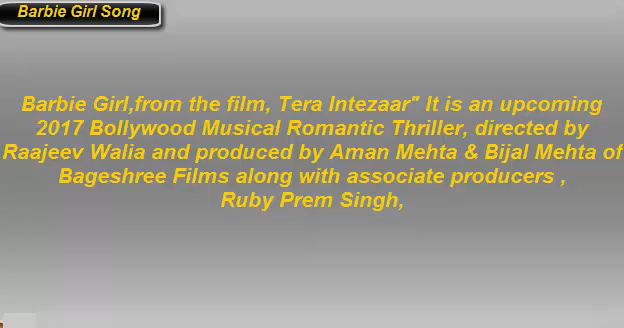 Barbie Girl Song
Barbie Girl,from the film, Tera Intezaar" It is an upcoming
2017 Bollywood Musical Romantic Thriller, directed by
Raajeev Walia and produced by Aman Mehta & Bijal Mehta of
Bageshree Films along with associate producers ,
Ruby Prem Singh,